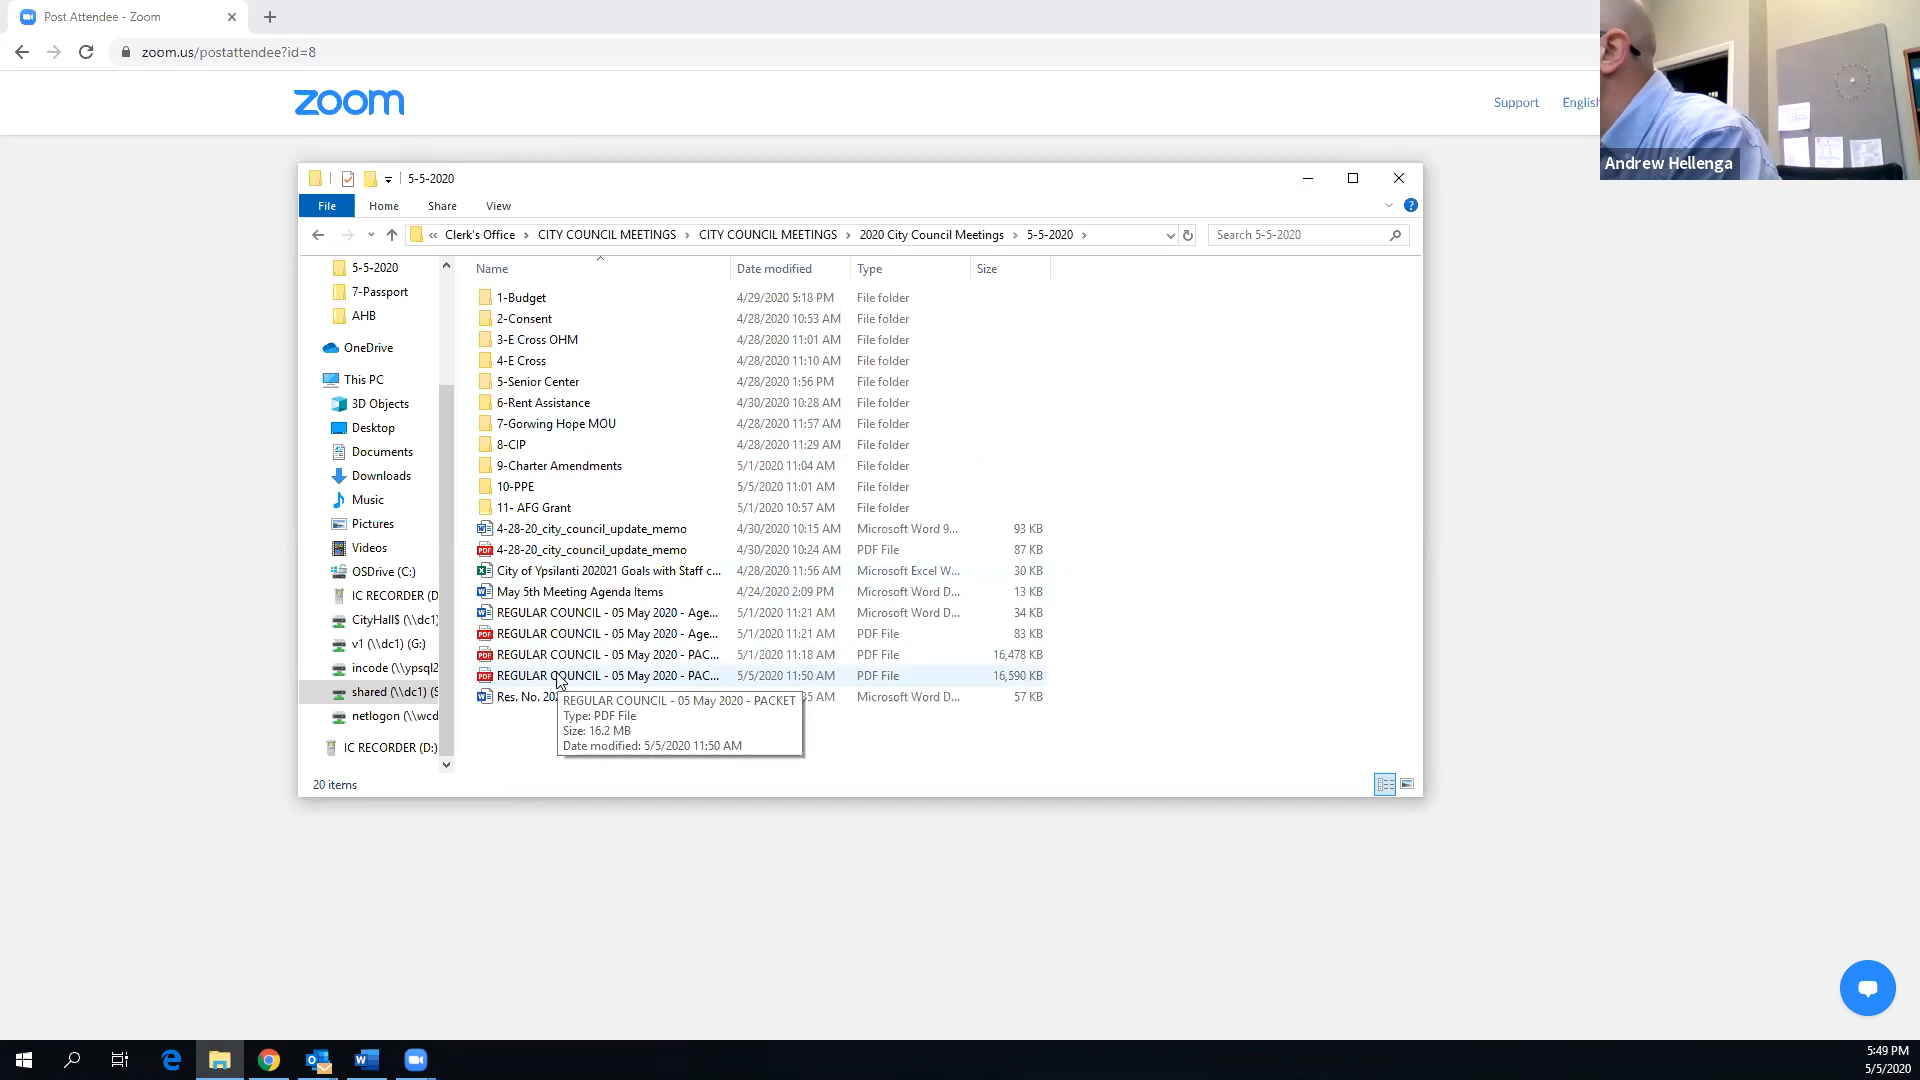 Post Attendee - Zoom
zoom.us/postattendee?id=8
zoom
Support
English
Andrew Hellenga
5-5-2020
File
Home
Share
View
« Clerk's Office > CITY COUNCIL MEETINGS > CITY COUNCIL MEETINGS > 2020 City Council Meetings > 5-5-2020 >
Search 5-5-2020
5-5-2020
7-Passport
AHB
OneDrive
This PC
3D Objects
Desktop
Documents
Downloads
Music
Pictures
Videos
OSDrive (C:)
IC RECORDER (D
CityHall$ (\\dc1)
v1 (\\dc1) (G:)
incode (\\ypsql2
shared (\\dc1) (S
netlogon (\\wcd
IC RECORDER (D:)
Name Date modified Type Size
1-Budget 4/29/2020 5:18 PM File folder
2-Consent 4/28/2020 10:53 AM File folder
3-E Cross OHM 4/28/2020 11:01 AM File folder
4-E Cross 4/28/2020 11:10 AM File folder
5-Senior Center 4/28/2020 1:56 PM File folder
6-Rent Assistance 4/30/2020 10:28 AM File folder
7-Gorwing Hope MOU 4/28/2020 11:57 AM File folder
8-CIP 4/28/2020 11:29 AM File folder
9-Charter Amendments 5/1/2020 11:04 AM File folder
10-PPE 5/5/2020 11:01 AM File folder
11- AFG Grant 5/1/2020 10:57 AM File folder
4-28-20_city_council_update_memo 4/30/2020 10:15 AM Microsoft Word 9... 93 KB
4-28-20_city_council_update_memo 4/30/2020 10:24 AM PDF File 87 KB
City of Ypsilanti 202021 Goals with Staff c... 4/28/2020 11:56 AM Microsoft Excel W... 30 KB
May 5th Meeting Agenda Items 4/24/2020 2:09 PM Microsoft Word D... 13 KB
REGULAR COUNCIL - 05 May 2020 - Age... 5/1/2020 11:21 AM Microsoft Word D... 34 KB
REGULAR COUNCIL - 05 May 2020 - Age... 5/1/2020 11:21 AM PDF File 83 KB
REGULAR COUNCIL - 05 May 2020 - PAC... 5/1/2020 11:18 AM PDF File 16,478 KB
REGULAR COUNCIL - 05 May 2020 - PAC... 5/5/2020 11:50 AM PDF File 16,590 KB
Res. No. 202 35 AM Microsoft Word D... 57 KB
REGULAR COUNCIL - 05 May 2020 - PACKET
Type: PDF File
Size: 16.2 MB
Date modified: 5/5/2020 11:50 AM
20 items
5:49 PM
5/5/2020